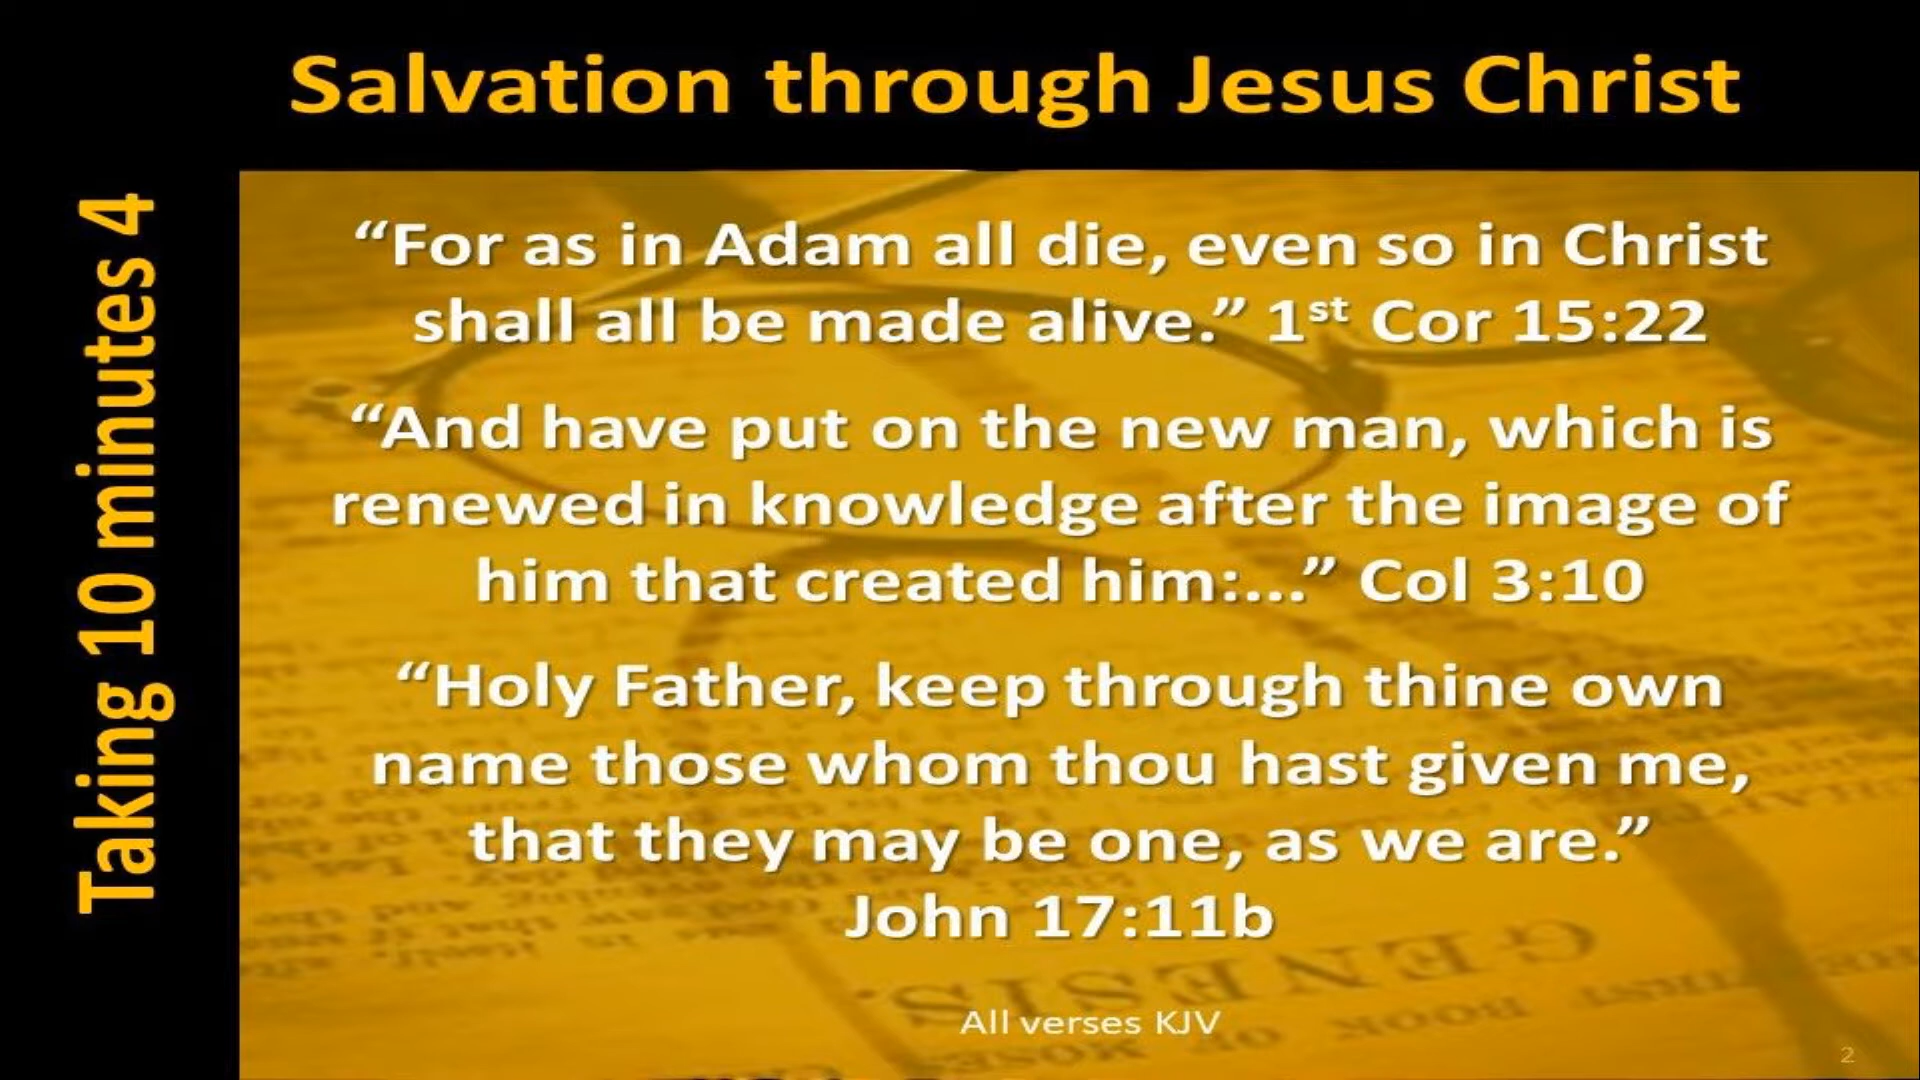 Salvation through Jesus Christ
Taking 10 minutes 4
“For as in Adam all die, even so in Christ
shall all be made alive.” 1st Cor 15:22
“And have put on the new man, which is
renewed in knowledge after the image of
him that created him:...” Col 3:10
“Holy Father, keep through thine own
name those whom thou hast given me,
that they may be one, as we are.”
John 17:11b
GENESIS.
All verses KJV
2